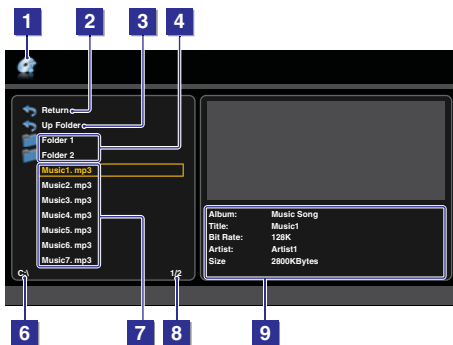 1 2 3 4
Return
Up Folder
Folder 1
Folder 2
Music1. mp3
Music2. mp3
Music3. mp3
Music4. mp3
Music5. mp3
Music6. mp3
Music7. mp3
C:\ 1/2
Album: Music Song
Title: Music1
Bit Rate: 128K
Artist: Artist1
Size 2800KBytes
6 7 8 9